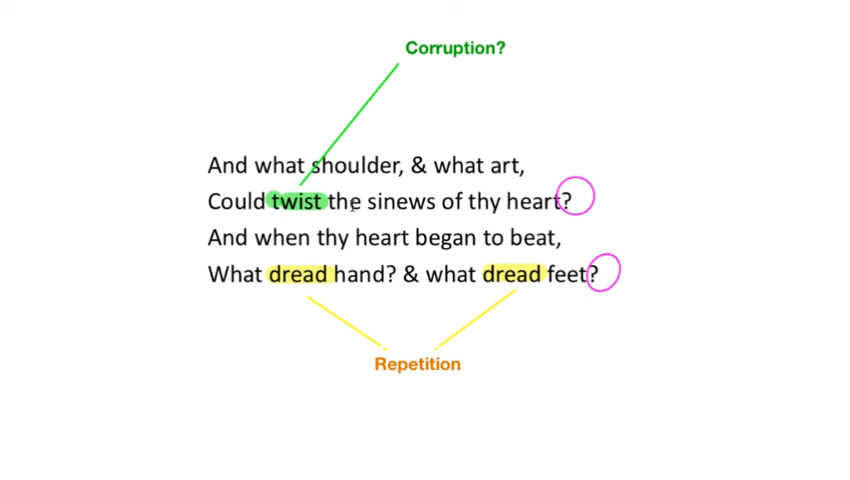 Corruption?
And what shoulder, & what art,
Could twist the sinews of thy heart?
And when thy heart began to beat,
What dread hand? & what dread feet?
Repetition